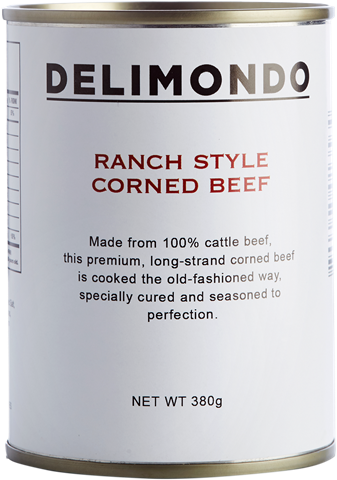 DELIMONDO
RANCH STYLE
CORNED BEEF
Made from 100% cattle beef,
this premium, long-strand corned beef
is cooked the old-fashioned way,
specially cured and seasoned to
perfection.
NET WT 380g